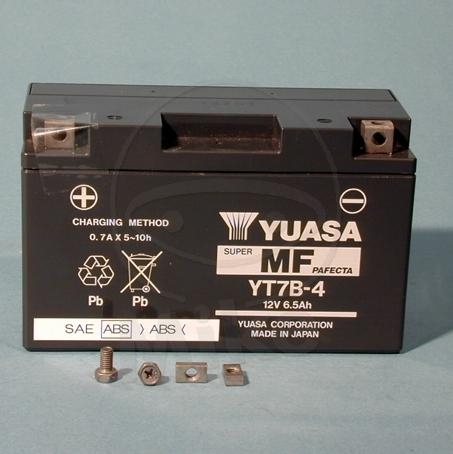 CHARGING METHOD
0.7A X 5~10h
Pb Pb
SAE ABS 〉ABS〈
YUASA
SUPER MF PAFECTA
YT7B-4
12V 6.5Ah
YUASA CORPORATION
MADE IN JAPAN